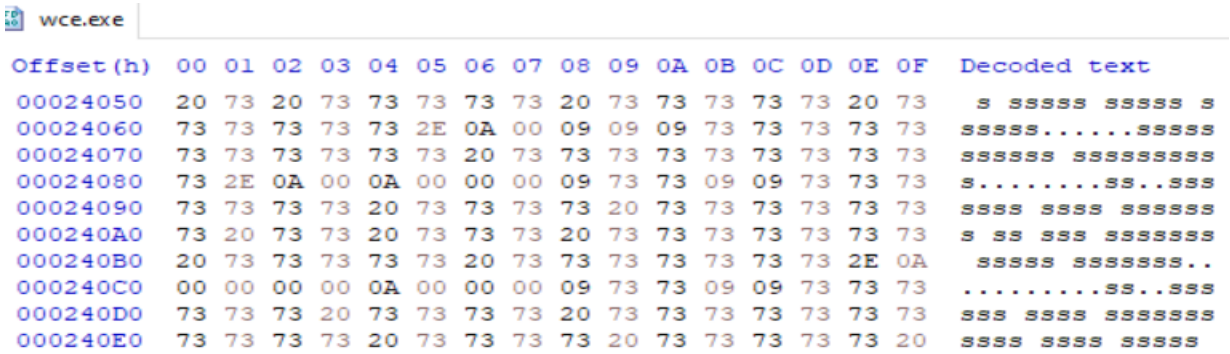 wce.exe
Offset(h) 00 01 02 03 04 05 06 07 08 09 0A 0B 0C 0D 0E 0F Decoded text
00024050 20 73 20 73 73 73 73 73 20 73 73 73 73 73 20 73  s sssss sssss s
00024060 73 73 73 73 73 2E 0A 00 09 09 09 73 73 73 73 73 sssss......sssss
00024070 73 73 73 73 73 73 20 73 73 73 73 73 73 73 73 73 ssssss sssssssss
00024080 73 2E 0A 00 0A 00 00 00 09 73 73 09 09 73 73 73 s........ss..sss
00024090 73 73 73 73 20 73 73 73 73 20 73 73 73 73 73 73 ssss ssss ssssss
000240A0 73 20 73 73 20 73 73 73 20 73 73 73 73 73 73 73 s ss sss sssssss
000240B0 20 73 73 73 73 73 20 73 73 73 73 73 73 73 2E 0A  sssss sssssss..
000240C0 00 00 00 00 0A 00 00 00 09 73 73 09 09 73 73 73 .........ss..sss
000240D0 73 73 73 20 73 73 73 73 20 73 73 73 73 73 73 73 sss ssss sssssss
000240E0 73 73 73 73 20 73 73 73 73 20 73 73 73 73 73 20 ssss ssss sssss